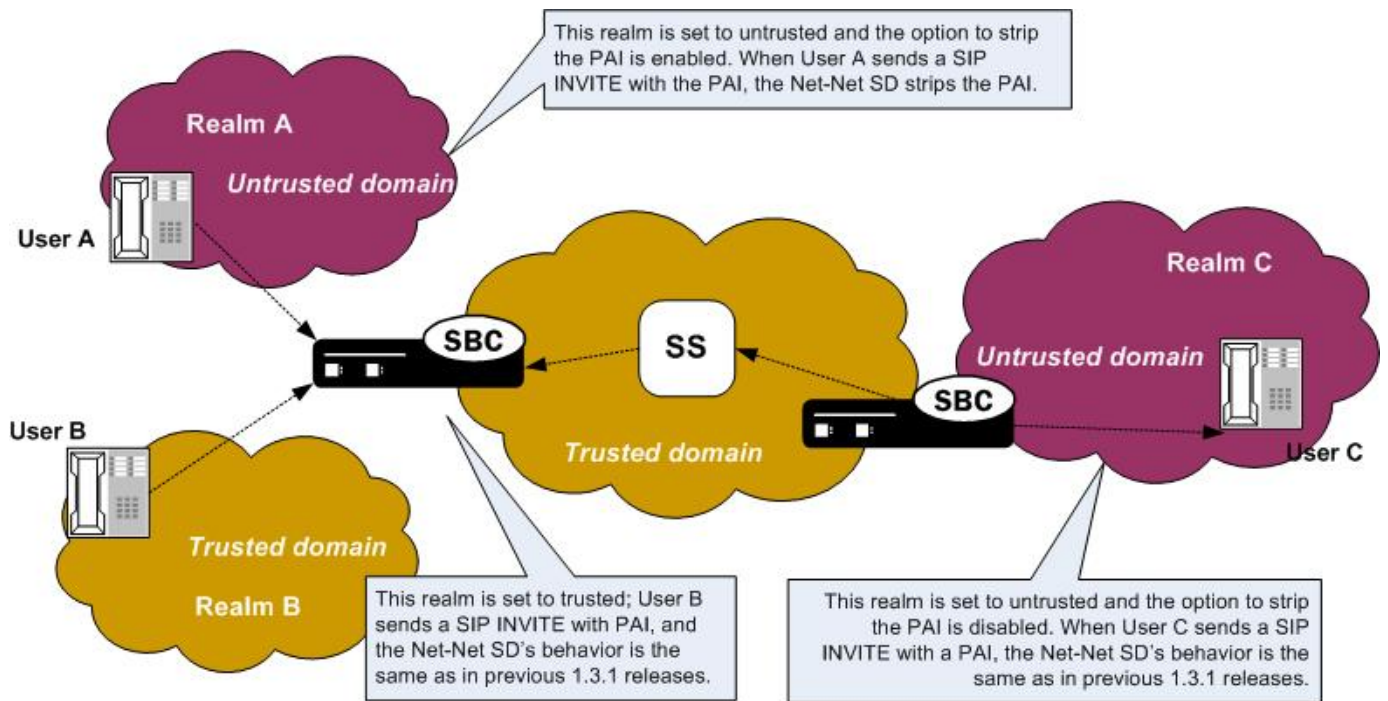 This realm is set to untrusted and the option to strip
the PAI is enabled. When User A sends a SIP
INVITE with the PAI, the Net-Net SD strips the PAI.
Realm A
Untrusted domain
User A
Realm C
Untrusted domain
User C
SBC
SS
SBC
Trusted domain
User B
Trusted domain
Realm B
This realm is set to trusted; User B
sends a SIP INVITE with PAI, and
the Net-Net SD's behavior is the
same as in previous 1.3.1 releases.
This realm is set to untrusted and the option to strip
the PAI is disabled. When User C sends a SIP
INVITE with a PAI, the Net-Net SD's behavior is the
same as in previous 1.3.1 releases.